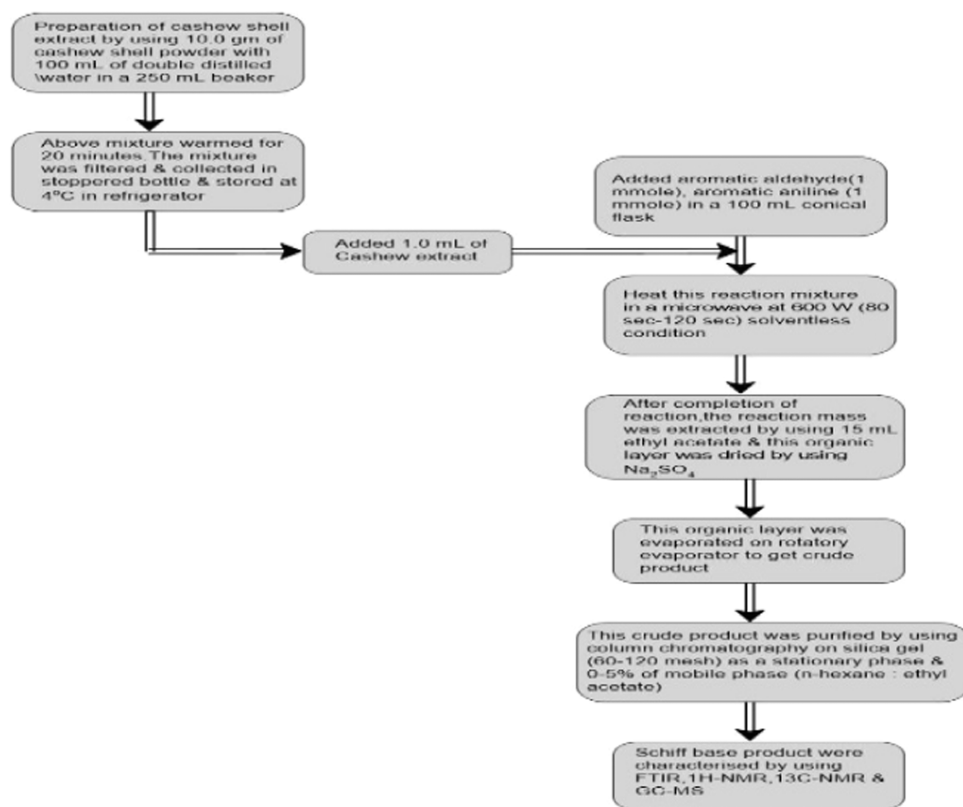 Preparation of cashew shell
extract by using 10.0 gm of
cashew shell powder with
100 mL of double distilled
\water in a 250 mL beaker
Above mixture warmed for
20 minutes.The mixture
was filtered & collected in
stoppered bottle & stored at
4ºC in refrigerator
Added 1.0 mL of
Cashew extract
Added aromatic aldehyde(1
mmole), aromatic aniline (1
mmole) in a 100 mL conical
flask
Heat this reaction mixture
in a microwave at 600 W (80
sec-120 sec) solventless
condition
After completion of
reaction,the reaction mass
was extracted by using 15 mL
ethyl acetate & this organic
layer was dried by using
Na₂SO₄
This organic layer was
evaporated on rotatory
evaporator to get crude
product
This crude product was purified by using
column chromatography on silica gel
(60-120 mesh) as a stationary phase &
0-5% of mobile phase (n-hexane : ethyl
acetate)
Schiff base product were
characterised by using
FTIR,1H-NMR,13C-NMR &
GC-MS